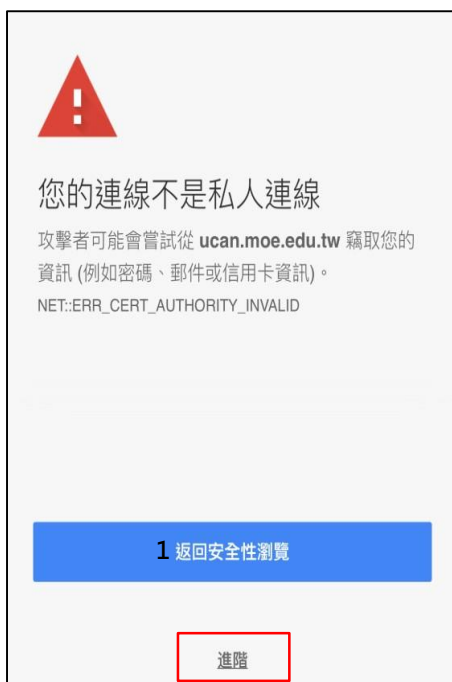 您的連線不是私人連線
攻擊者可能會嘗試從 ucan.moe.edu.tw 竊取您的
資訊 (例如密碼、郵件或信用卡資訊)。
NET::ERR_CERT_AUTHORITY_INVALID
1 返回安全性瀏覽
進階